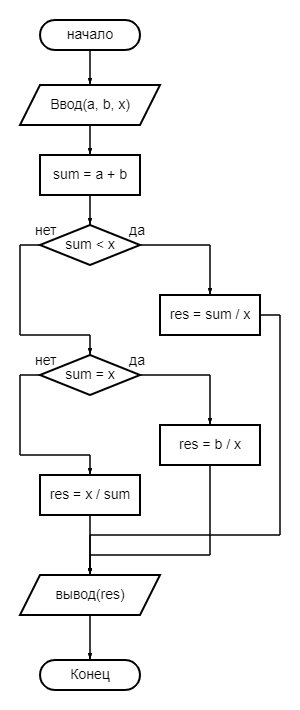 начало
Ввод(a, b, x)
sum = a + b
нет
да
sum < x
res = sum / x
нет
да
sum = x
res = b / x
res = x / sum
вывод(res)
Конец